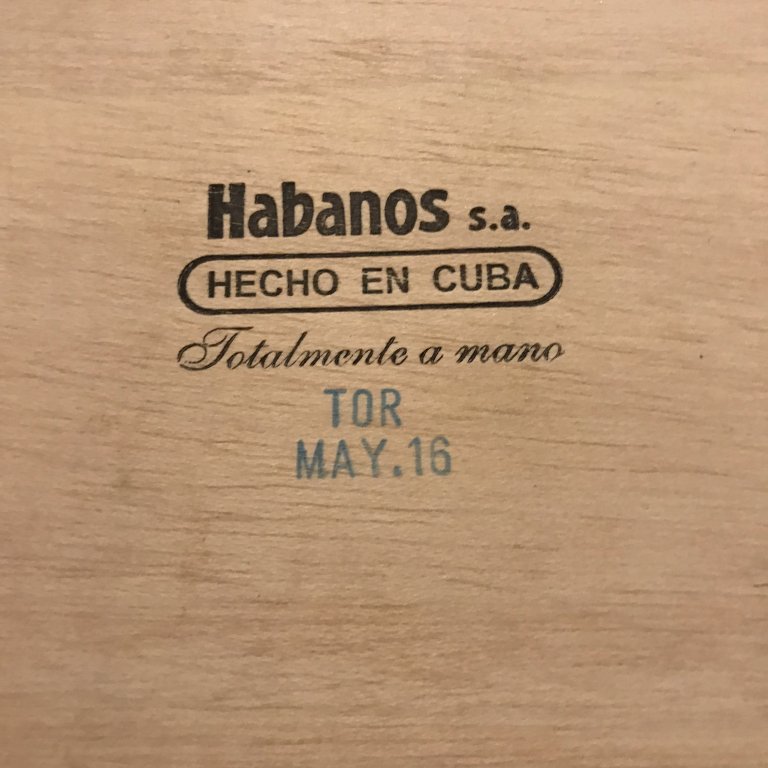 Habanos s.a.
HECHO EN CUBA
Totalmente a mano
TOR
MAY.16